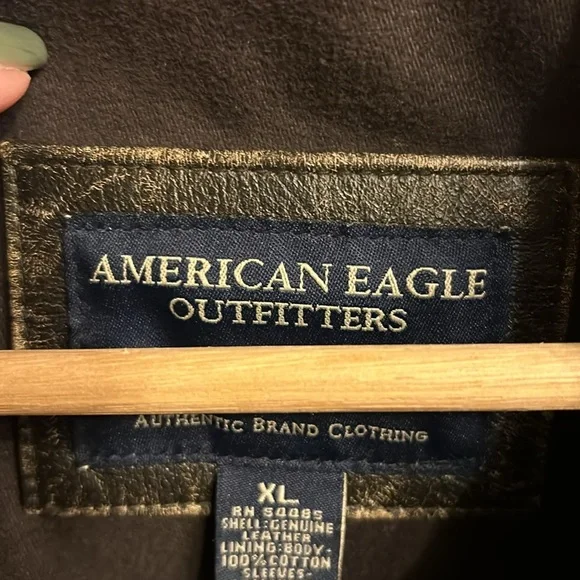 AMERICAN EAGLE
OUTFITTERS
AUTHENTIC BRAND CLOTHING
XL
RN 54485
SHELL:GENUINE
LEATHER
LINING:BODY-
100%COTTON
SLEEVES-